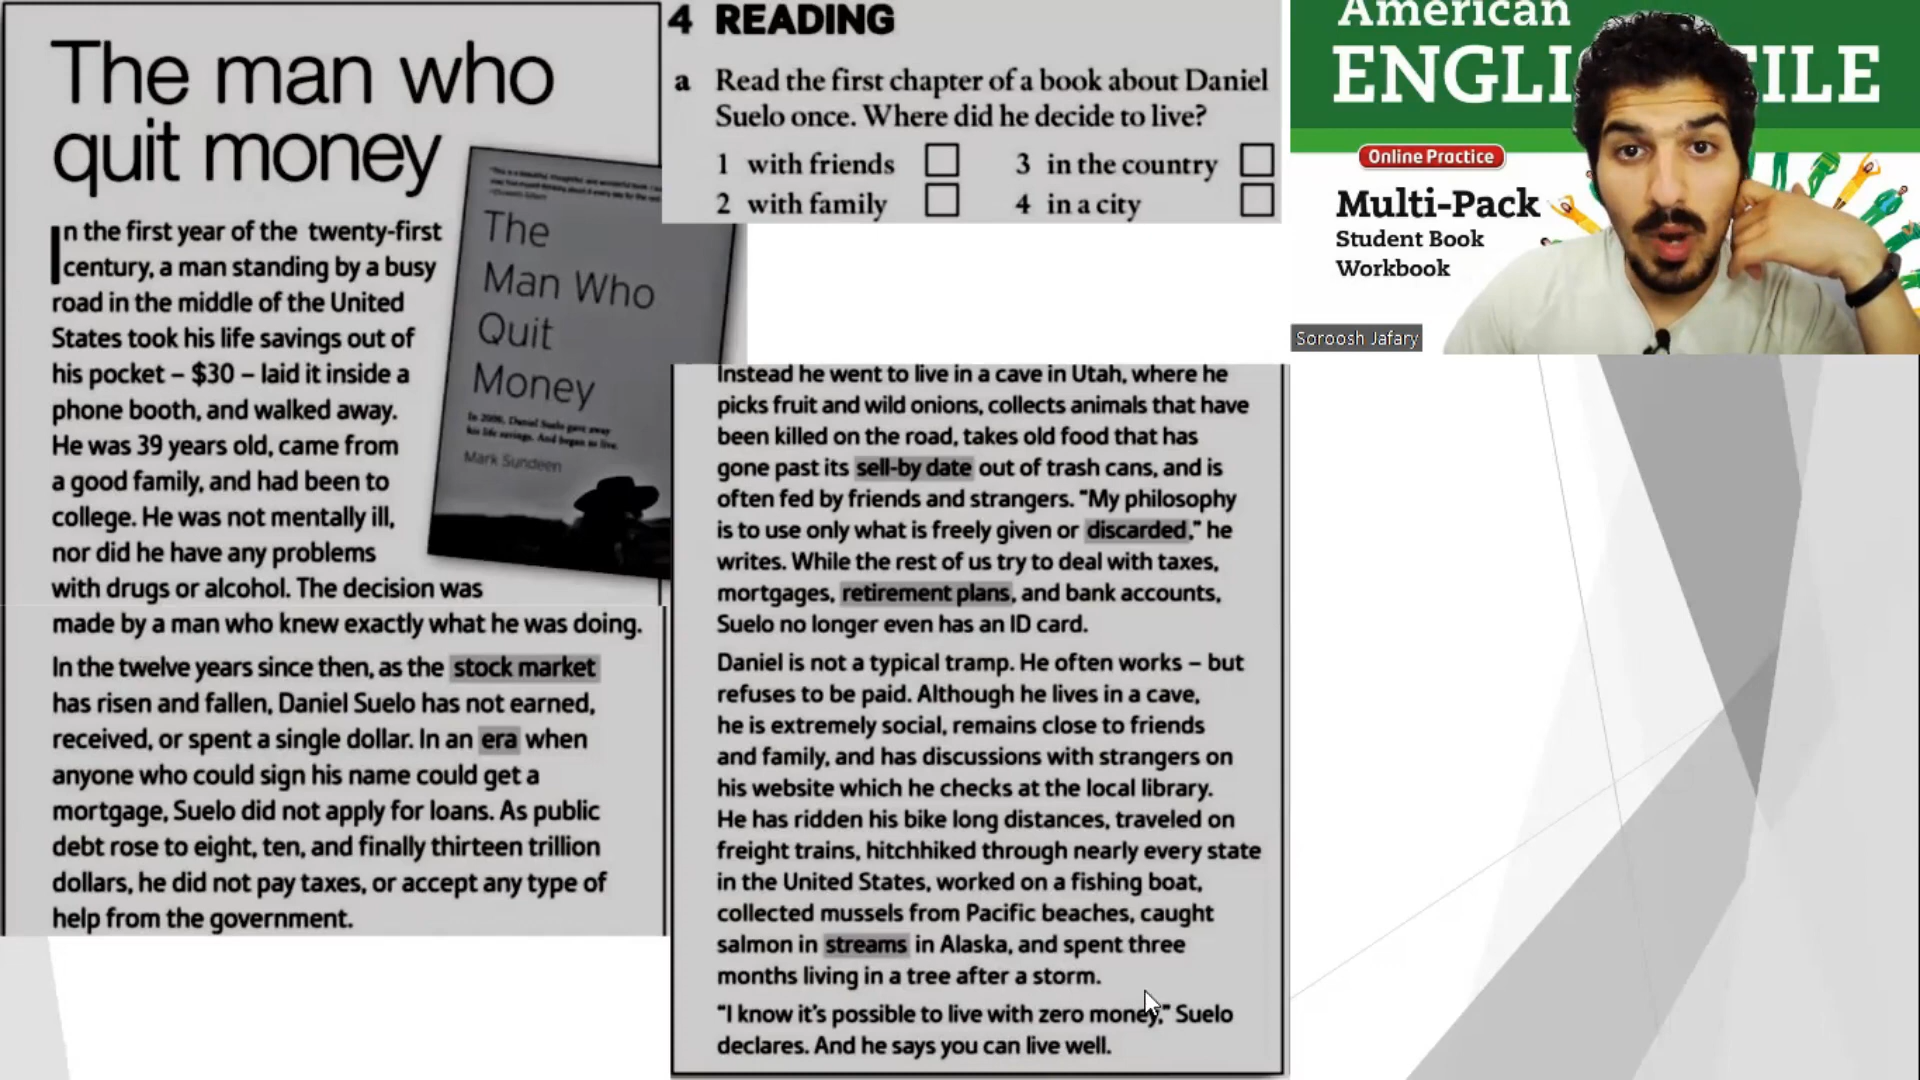 The man who
quit money
In the first year of the twenty-first
century, a man standing by a busy
road in the middle of the United
States took his life savings out of
his pocket – $30 – laid it inside a
phone booth, and walked away.
He was 39 years old, came from
a good family, and had been to
college. He was not mentally ill,
nor did he have any problems
with drugs or alcohol. The decision was
made by a man who knew exactly what he was doing.
In the twelve years since then, as the stock market
has risen and fallen, Daniel Suelo has not earned,
received, or spent a single dollar. In an era when
anyone who could sign his name could get a
mortgage, Suelo did not apply for loans. As public
debt rose to eight, ten, and finally thirteen trillion
dollars, he did not pay taxes, or accept any type of
help from the government.
The
Man Who
Quit
Money
In 2000, Daniel Suelo gave away
his life savings. And began to live.
Mark Sundeen
4 READING
a Read the first chapter of a book about Daniel
Suelo once. Where did he decide to live?
1 with friends 3 in the country
2 with family 4 in a city
Instead he went to live in a cave in Utah, where he
picks fruit and wild onions, collects animals that have
been killed on the road, takes old food that has
gone past its sell-by date out of trash cans, and is
often fed by friends and strangers. "My philosophy
is to use only what is freely given or discarded," he
writes. While the rest of us try to deal with taxes,
mortgages, retirement plans, and bank accounts,
Suelo no longer even has an ID card.
Daniel is not a typical tramp. He often works – but
refuses to be paid. Although he lives in a cave,
he is extremely social, remains close to friends
and family, and has discussions with strangers on
his website which he checks at the local library.
He has ridden his bike long distances, traveled on
freight trains, hitchhiked through nearly every state
in the United States, worked on a fishing boat,
collected mussels from Pacific beaches, caught
salmon in streams in Alaska, and spent three
months living in a tree after a storm.
"I know it's possible to live with zero money," Suelo
declares. And he says you can live well.
American
ENGLI ILE
Online Practice
Multi-Pack
Student Book
Workbook
Soroosh Jafary